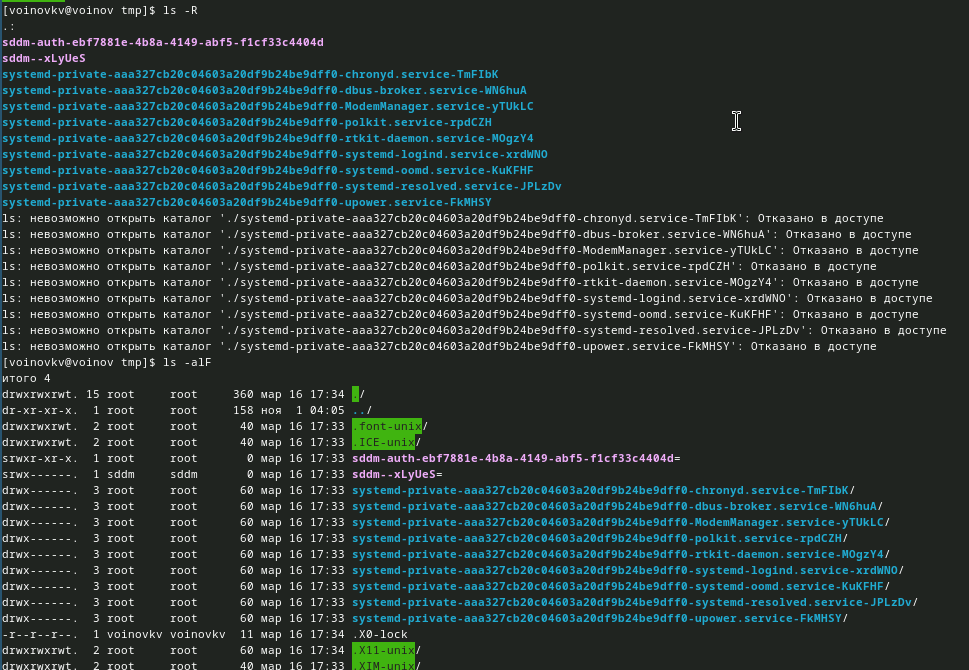 [voinovkv@voinov tmp]$ ls -R
.:
sddm-auth-ebf7881e-4b8a-4149-abf5-f1cf33c4404d
sddm--xLyUeS
systemd-private-aaa327cb20c04603a20df9b24be9dff0-chronyd.service-TmFIbK
systemd-private-aaa327cb20c04603a20df9b24be9dff0-dbus-broker.service-WN6huA
systemd-private-aaa327cb20c04603a20df9b24be9dff0-ModemManager.service-yTUkLC
systemd-private-aaa327cb20c04603a20df9b24be9dff0-polkit.service-rpdCZH
systemd-private-aaa327cb20c04603a20df9b24be9dff0-rtkit-daemon.service-MOgzY4
systemd-private-aaa327cb20c04603a20df9b24be9dff0-systemd-logind.service-xrdWNO
systemd-private-aaa327cb20c04603a20df9b24be9dff0-systemd-oomd.service-KuKFHF
systemd-private-aaa327cb20c04603a20df9b24be9dff0-systemd-resolved.service-JPLzDv
systemd-private-aaa327cb20c04603a20df9b24be9dff0-upower.service-FkMHSY
ls: невозможно открыть каталог './systemd-private-aaa327cb20c04603a20df9b24be9dff0-chronyd.service-TmFIbK': Отказано в доступе
ls: невозможно открыть каталог './systemd-private-aaa327cb20c04603a20df9b24be9dff0-dbus-broker.service-WN6huA': Отказано в доступе
ls: невозможно открыть каталог './systemd-private-aaa327cb20c04603a20df9b24be9dff0-ModemManager.service-yTUkLC': Отказано в доступе
ls: невозможно открыть каталог './systemd-private-aaa327cb20c04603a20df9b24be9dff0-polkit.service-rpdCZH': Отказано в доступе
ls: невозможно открыть каталог './systemd-private-aaa327cb20c04603a20df9b24be9dff0-rtkit-daemon.service-MOgzY4': Отказано в доступе
ls: невозможно открыть каталог './systemd-private-aaa327cb20c04603a20df9b24be9dff0-systemd-logind.service-xrdWNO': Отказано в доступе
ls: невозможно открыть каталог './systemd-private-aaa327cb20c04603a20df9b24be9dff0-systemd-oomd.service-KuKFHF': Отказано в доступе
ls: невозможно открыть каталог './systemd-private-aaa327cb20c04603a20df9b24be9dff0-systemd-resolved.service-JPLzDv': Отказано в доступе
ls: невозможно открыть каталог './systemd-private-aaa327cb20c04603a20df9b24be9dff0-upower.service-FkMHSY': Отказано в доступе
[voinovkv@voinov tmp]$ ls -alF
итого 4
drwxrwxrwt. 15 root     root     360 мар 16 17:34 ./
dr-xr-xr-x.  1 root     root     158 ноя  1 04:05 ../
drwxrwxrwt.  2 root     root      40 мар 16 17:33 .font-unix/
drwxrwxrwt.  2 root     root      40 мар 16 17:33 .ICE-unix/
srwxr-xr-x.  1 root     root       0 мар 16 17:33 sddm-auth-ebf7881e-4b8a-4149-abf5-f1cf33c4404d=
srwx------.  1 sddm     sddm       0 мар 16 17:33 sddm--xLyUeS=
drwx------.  3 root     root      60 мар 16 17:33 systemd-private-aaa327cb20c04603a20df9b24be9dff0-chronyd.service-TmFIbK/
drwx------.  3 root     root      60 мар 16 17:33 systemd-private-aaa327cb20c04603a20df9b24be9dff0-dbus-broker.service-WN6huA/
drwx------.  3 root     root      60 мар 16 17:33 systemd-private-aaa327cb20c04603a20df9b24be9dff0-ModemManager.service-yTUkLC/
drwx------.  3 root     root      60 мар 16 17:33 systemd-private-aaa327cb20c04603a20df9b24be9dff0-polkit.service-rpdCZH/
drwx------.  3 root     root      60 мар 16 17:33 systemd-private-aaa327cb20c04603a20df9b24be9dff0-rtkit-daemon.service-MOgzY4/
drwx------.  3 root     root      60 мар 16 17:33 systemd-private-aaa327cb20c04603a20df9b24be9dff0-systemd-logind.service-xrdWNO/
drwx------.  3 root     root      60 мар 16 17:33 systemd-private-aaa327cb20c04603a20df9b24be9dff0-systemd-oomd.service-KuKFHF/
drwx------.  3 root     root      60 мар 16 17:33 systemd-private-aaa327cb20c04603a20df9b24be9dff0-systemd-resolved.service-JPLzDv/
drwx------.  3 root     root      60 мар 16 17:33 systemd-private-aaa327cb20c04603a20df9b24be9dff0-upower.service-FkMHSY/
-r--r--r--.  1 voinovkv voinovkv  11 мар 16 17:34 .X0-lock
drwxrwxrwt.  2 root     root      60 мар 16 17:34 .X11-unix/
drwxrwxrwt.  2 root     root      40 мар 16 17:33 .XIM-unix/